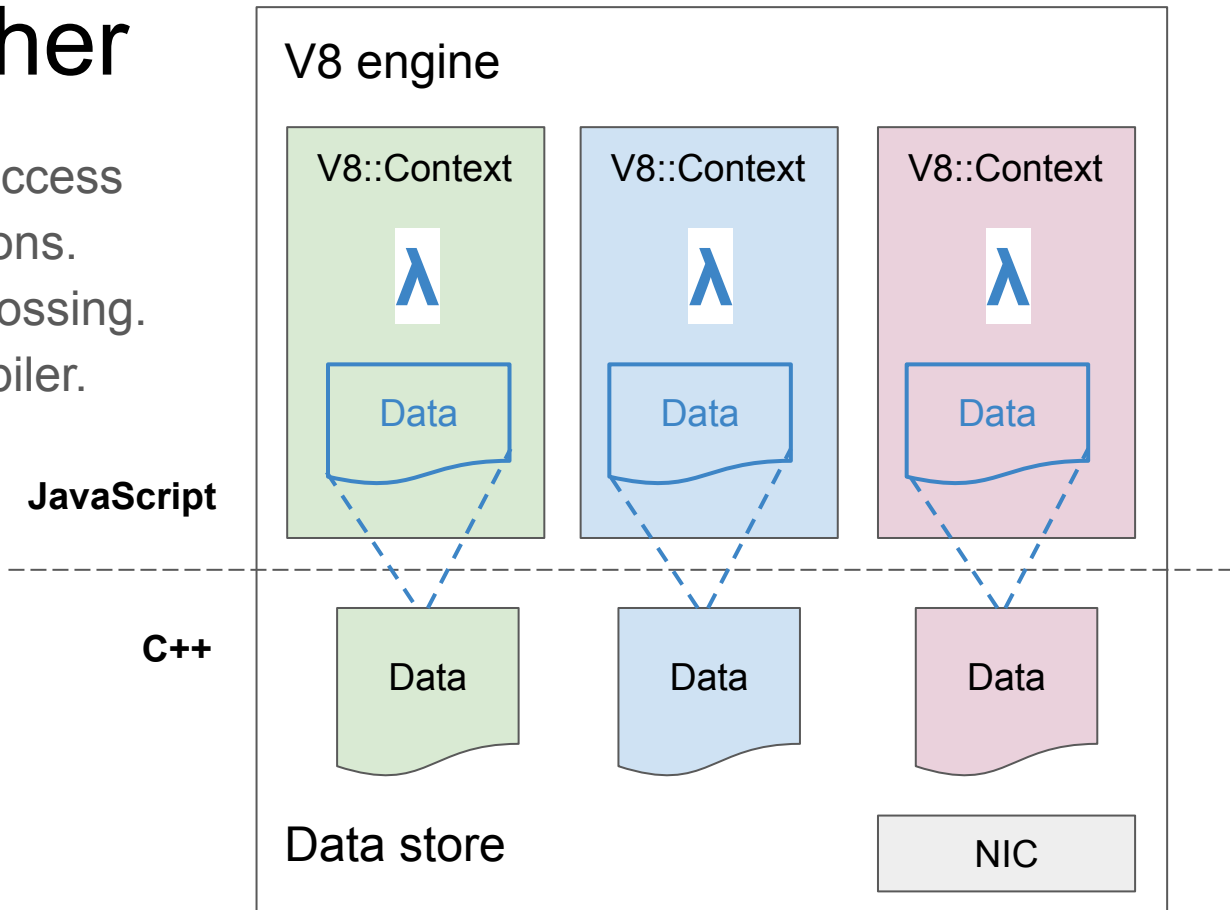 her
V8 engine
ccess
ons.
ossing.
piler.
V8::Context
V8::Context
V8::Context
λ
λ
λ
Data
Data
Data
JavaScript
C++
Data
Data
Data
Data store
NIC